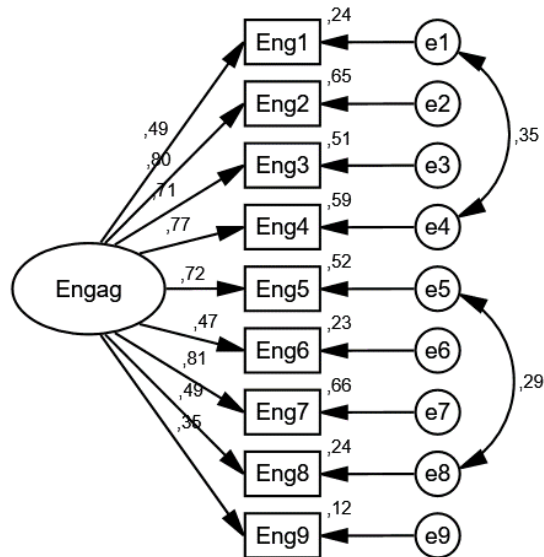 ,24
Eng1
e1
,65
Eng2
e2
,49
,35
,80
,51
Eng3
e3
,71
,59
Eng4
e4
,77
,52
Engag
,72
Eng5
e5
,23
,47
Eng6
e6
,29
,81
,66
Eng7
e7
,49
,24
Eng8
e8
,35
,12
Eng9
e9